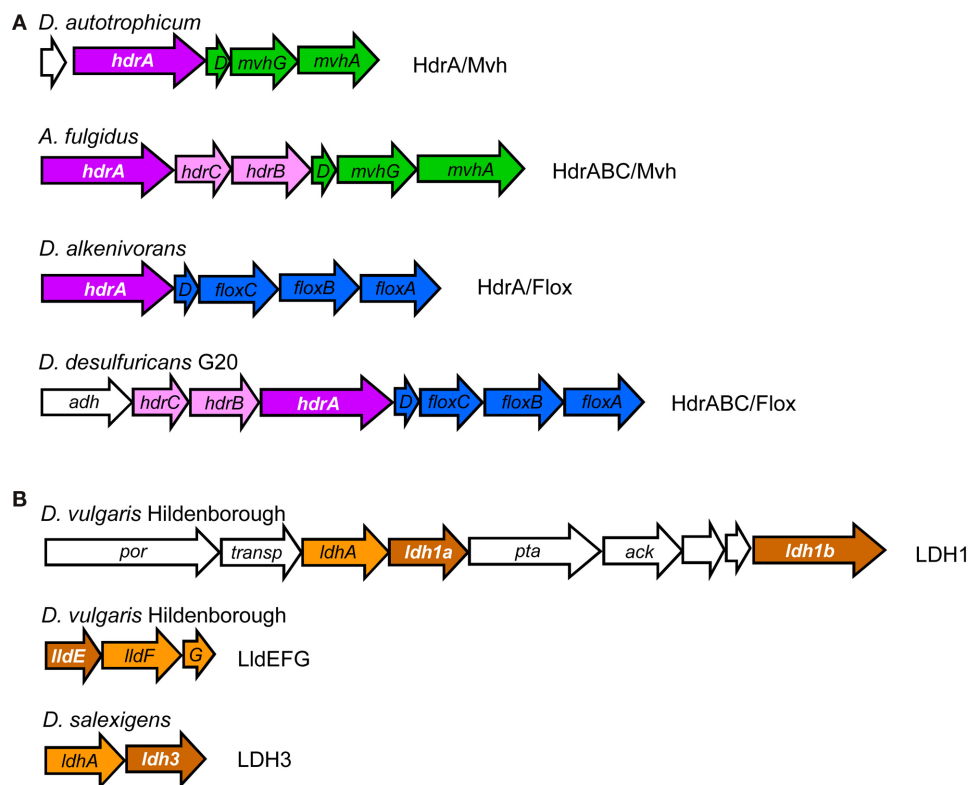 A
D. autotrophicum
hdrA D mvhG mvhA HdrA/Mvh
A. fulgidus
hdrA hdrC hdrB D mvhG mvhA HdrABC/Mvh
D. alkenivorans
hdrA D floxC floxB floxA HdrA/Flox
D. desulfuricans G20
adh hdrC hdrB hdrA D floxC floxB floxA HdrABC/Flox
B
D. vulgaris Hildenborough
por transp ldhA ldh1a pta ack ldh1b LDH1
D. vulgaris Hildenborough
lldE lldF G LldEFG
D. salexigens
ldhA ldh3 LDH3